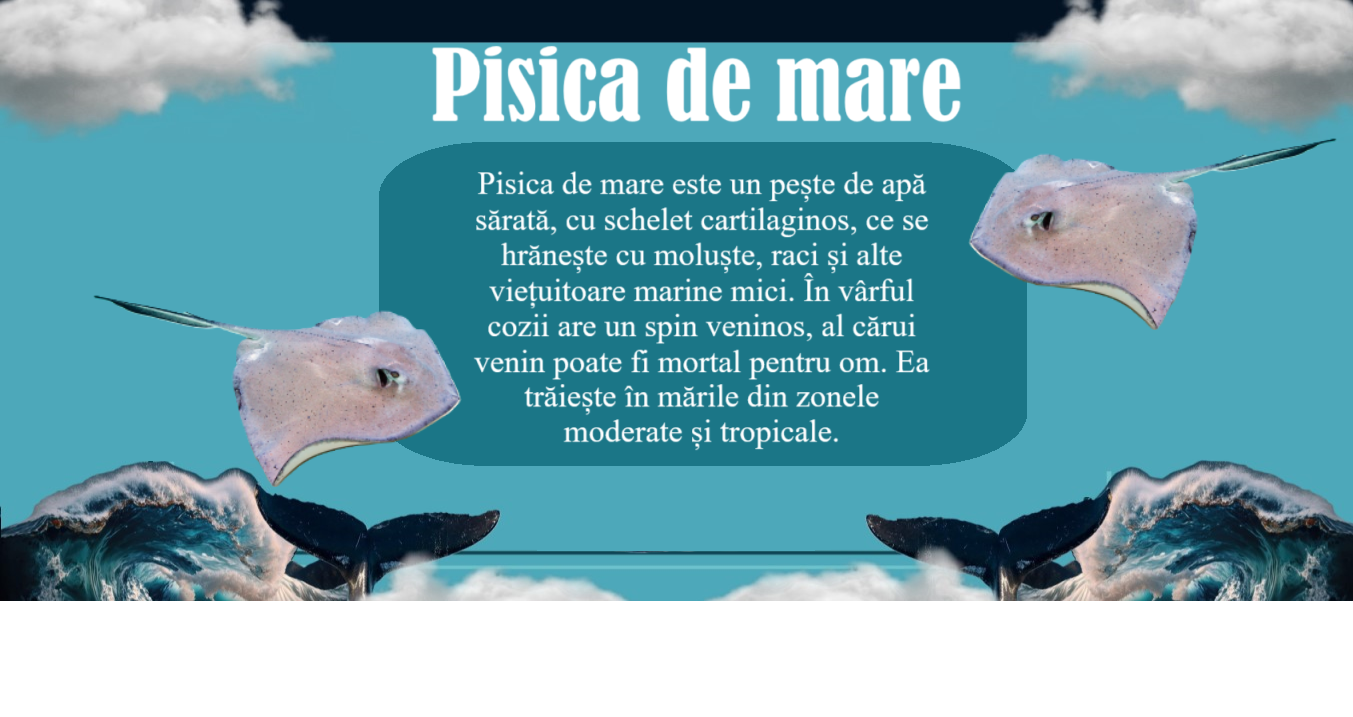 Pisica de mare
Pisica de mare este un pește de apă
sărată, cu schelet cartilaginos, ce se
hrănește cu moluște, raci și alte
viețuitoare marine mici. În vârful
cozii are un spin veninos, al cărui
venin poate fi mortal pentru om. Ea
trăiește în mările din zonele
moderate și tropicale.